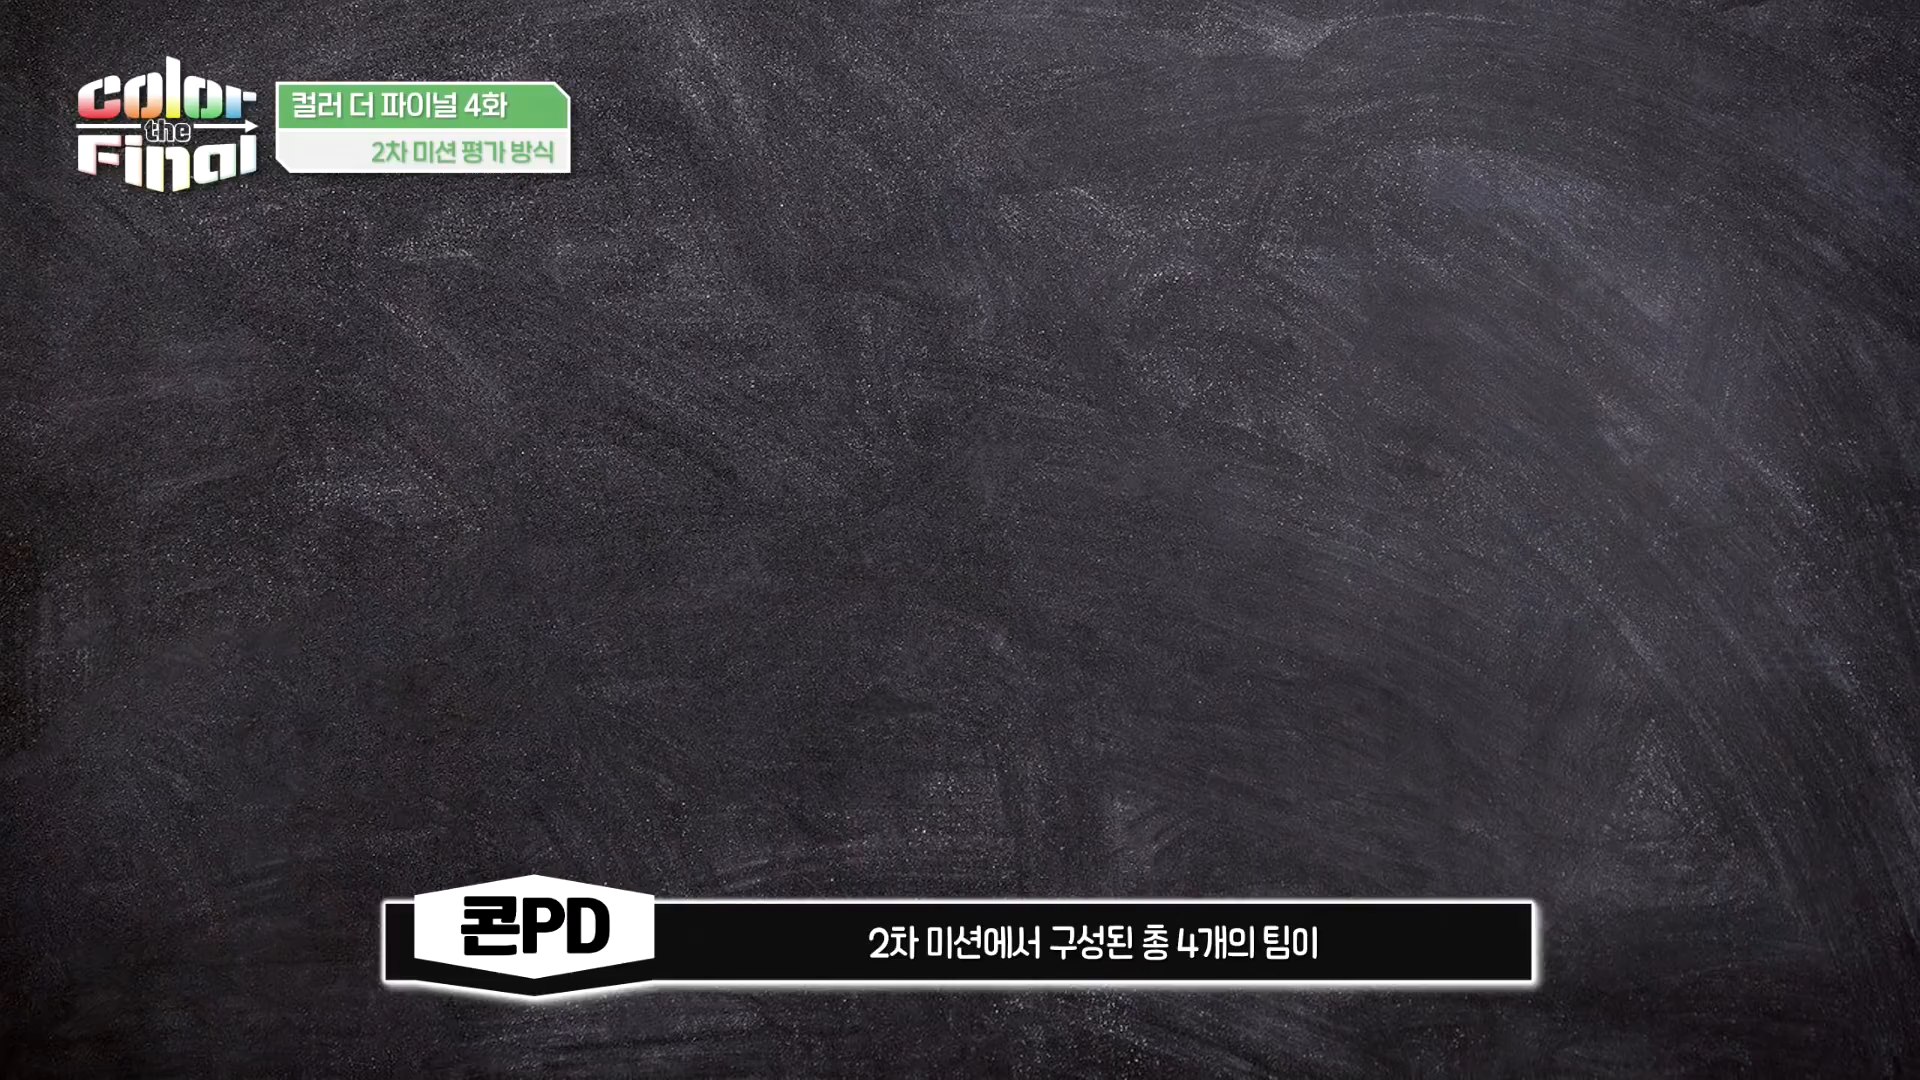 color
the
Final
컬러 더 파이널 4화
2차 미션 평가 방식
콘PD
2차 미션에서 구성된 총 4개의 팀이